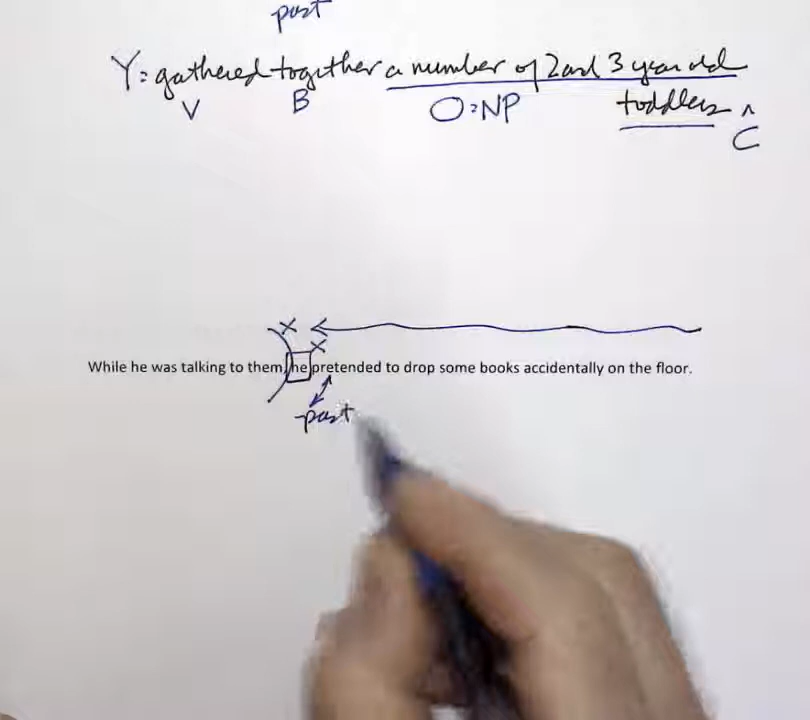 past
Y: gathered together a number of 2 and 3 year old
toddlers ^
V B O:NP C
x x
While he was talking to them, he pretended to drop some books accidentally on the floor.
past